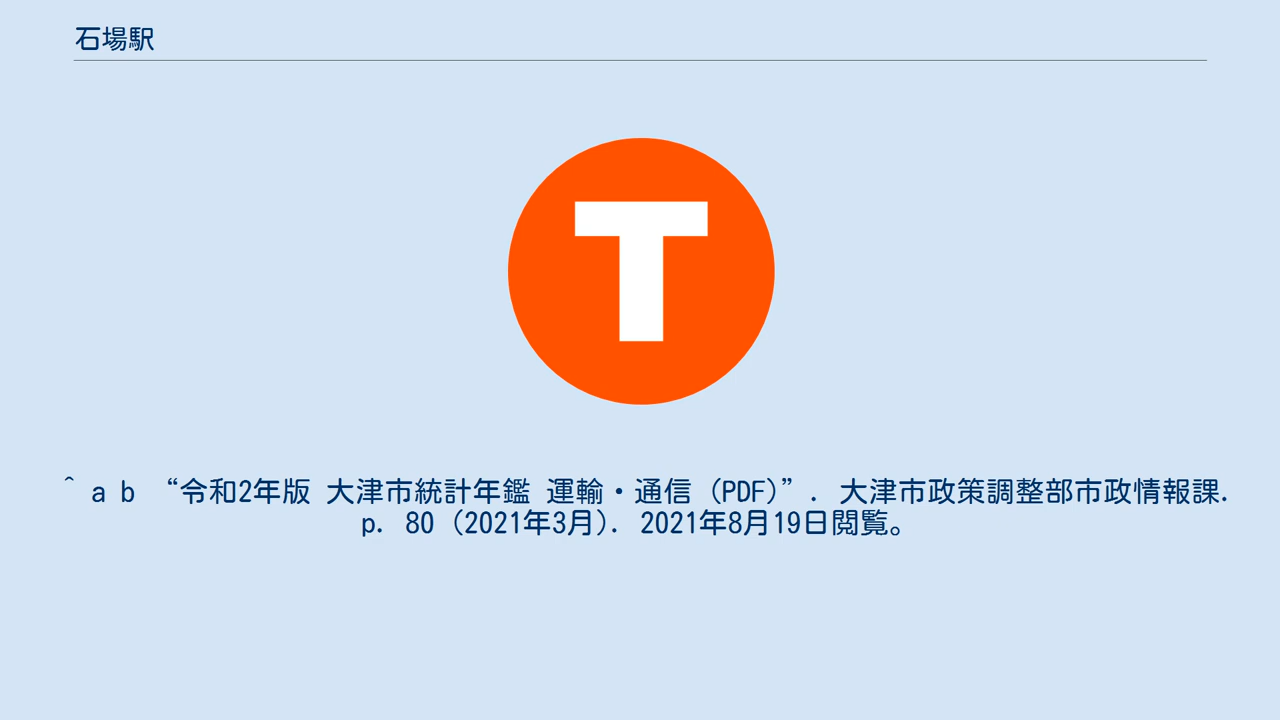 石場駅
T
^ a b “令和2年版 大津市統計年鑑 運輸・通信 (PDF)”. 大津市政策調整部市政情報課.
p. 80 (2021年3月). 2021年8月19日閲覧。